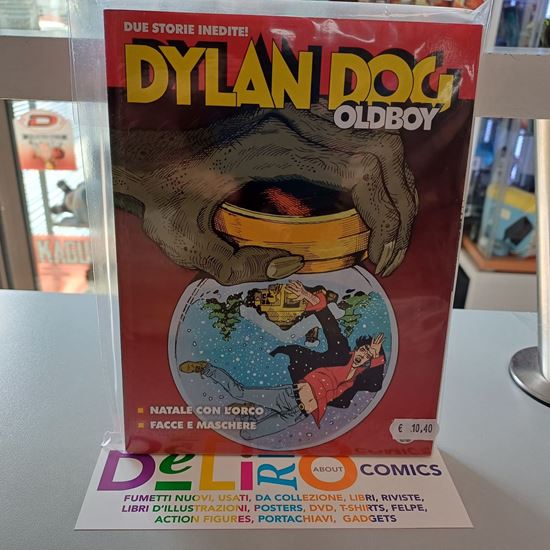 DUE STORIE INEDITE!
DYLAN DOG
OLDBOY
KAGU
NATALE CON L'ORCO
FACCE E MASCHERE
€ 10,40
DeLiRO ABOUT COMICS
FUMETTI NUOVI, USATI, DA COLLEZIONE, LIBRI, RIVISTE,
LIBRI D'ILLUSTRAZIONI, POSTERS, DVD, T-SHIRTS, FELPE,
ACTION FIGURES, PORTACHIAVI, GADGETS